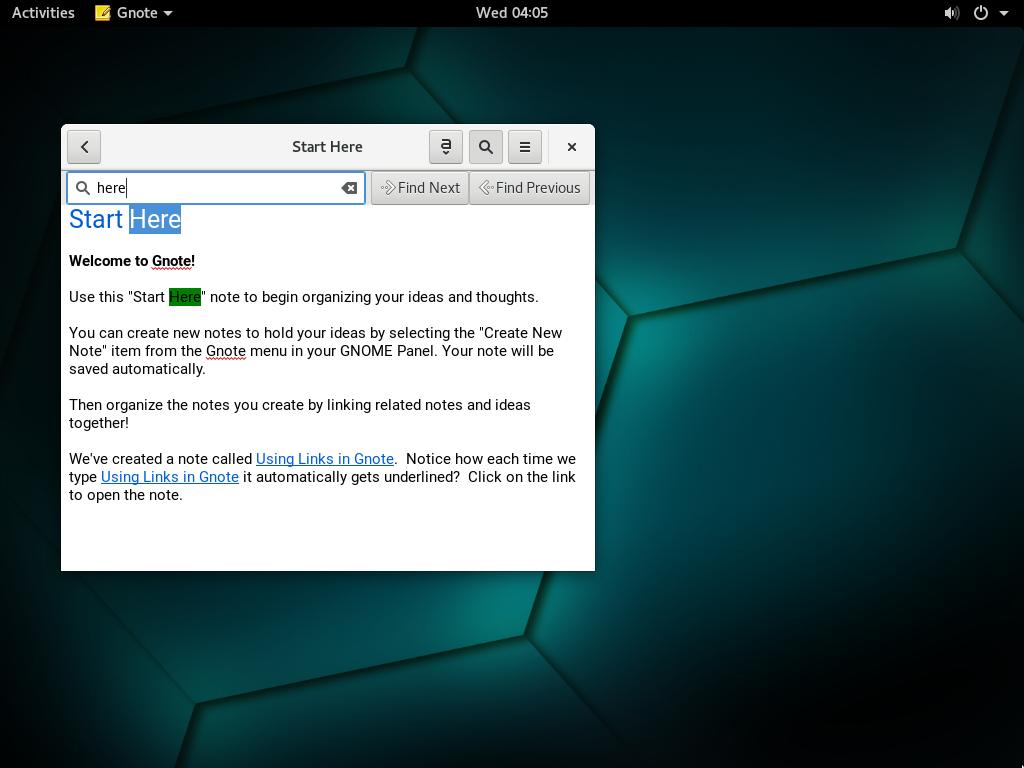 Activities Gnote Wed 04:05
Start Here a
here Find Next Find Previous
Start Here
Welcome to Gnote!
Use this "Start Here" note to begin organizing your ideas and thoughts.
You can create new notes to hold your ideas by selecting the "Create New
Note" item from the Gnote menu in your GNOME Panel. Your note will be
saved automatically.
Then organize the notes you create by linking related notes and ideas
together!
We've created a note called Using Links in Gnote.  Notice how each time we
type Using Links in Gnote it automatically gets underlined?  Click on the link
to open the note.